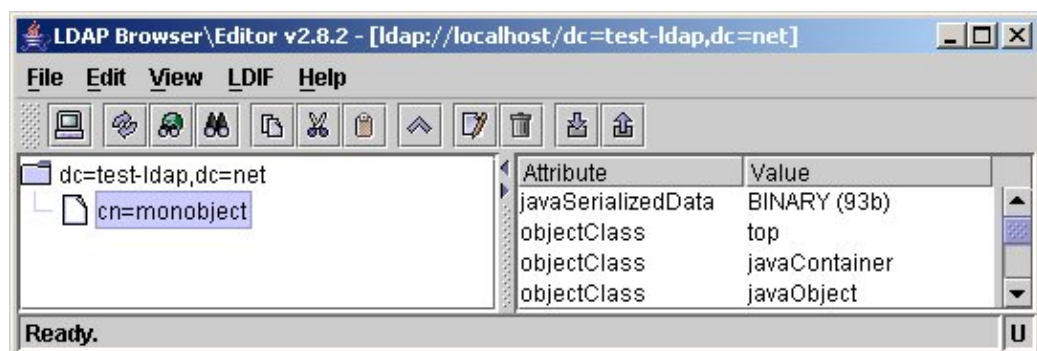 LDAP Browser\Editor v2.8.2 - [ldap://localhost/dc=test-ldap,dc=net]
File Edit View LDIF Help
dc=test-ldap,dc=net
cn=monobject
Attribute Value
javaSerializedData BINARY (93b)
objectClass top
objectClass javaContainer
objectClass javaObject
Ready. U